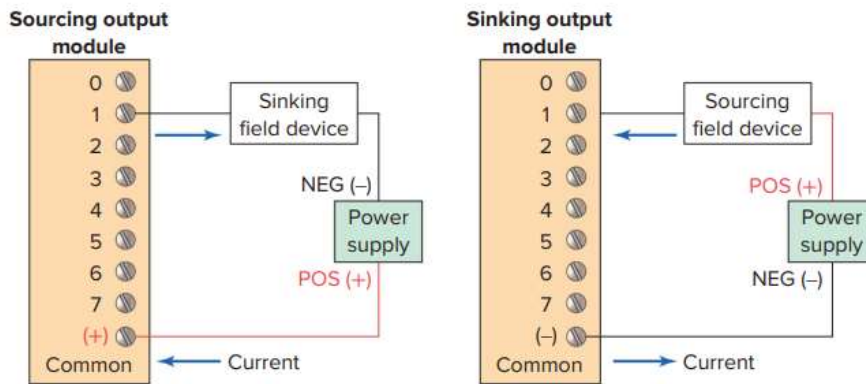 Sourcing output
module
0
1
2
3
4
5
6
7
(+)
Common
Sinking
field device
NEG (–)
Power
supply
POS (+)
Current
Sinking output
module
0
1
2
3
4
5
6
7
(–)
Common
Sourcing
field device
POS (+)
Power
supply
NEG (–)
Current